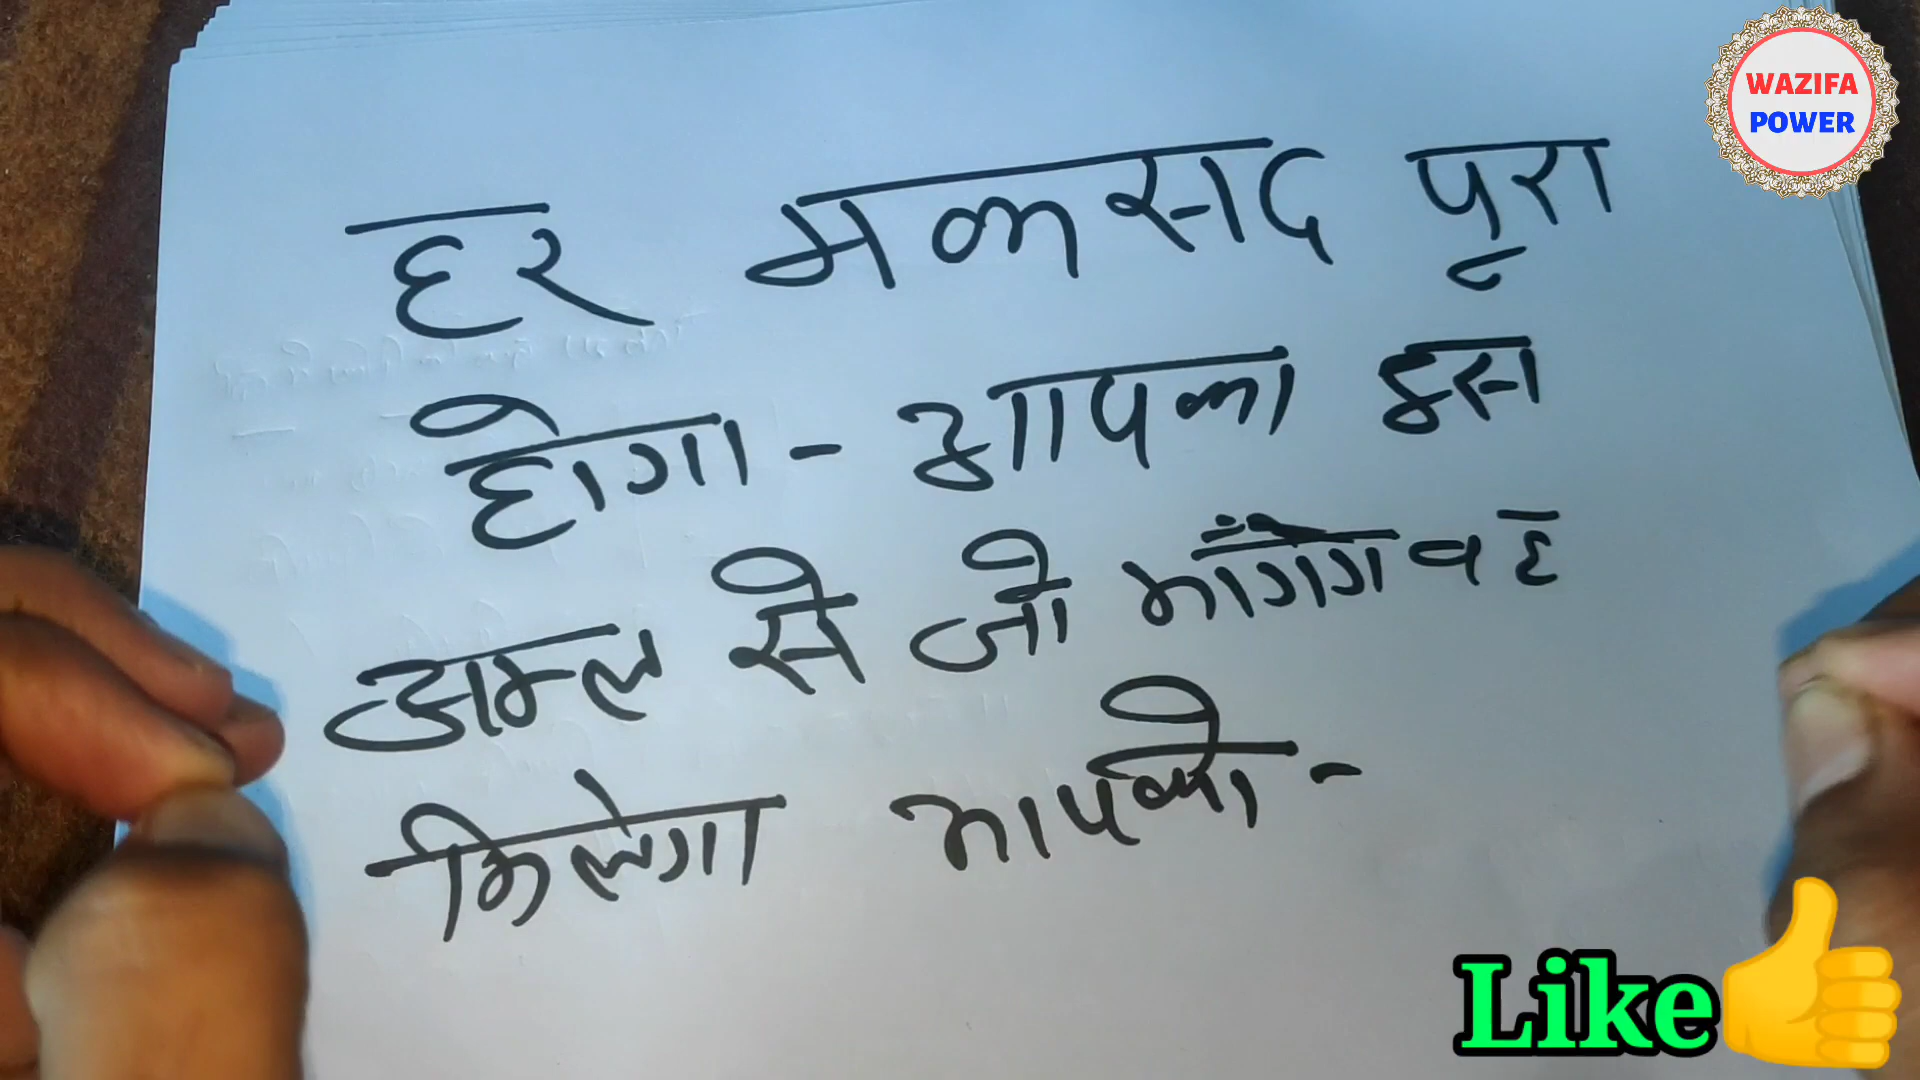 WAZIFA
POWER
हर मकसद पूरा
होगा - आपका इस
अमल से जो माँगेंगे वह
मिलेगा आपको -
Like